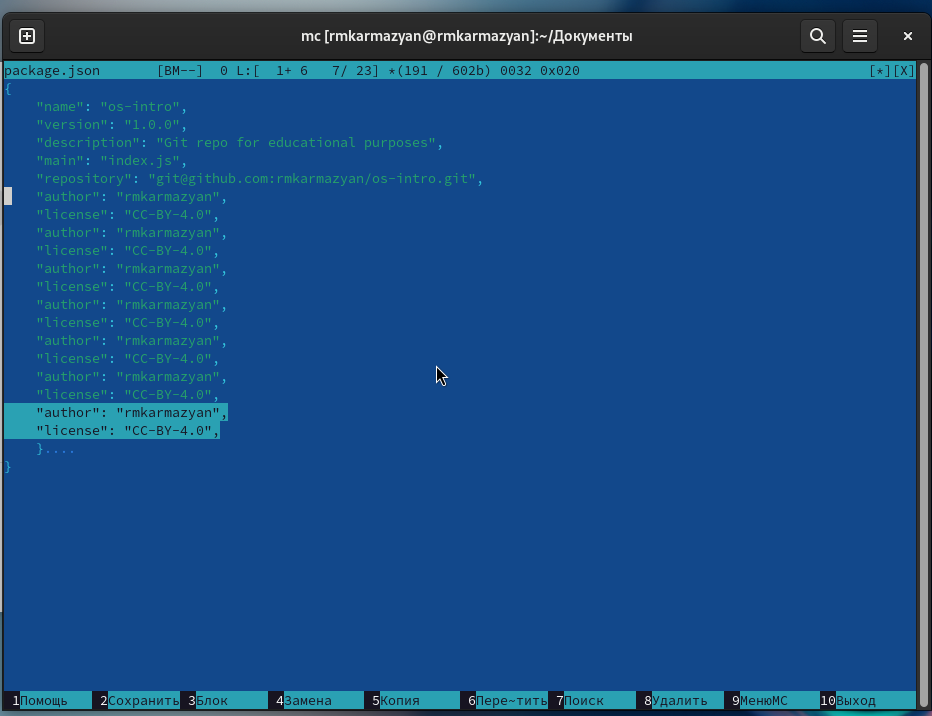 mc [rmkarmazyan@rmkarmazyan]:~/Документы
package.json       [BM--]  0 L:[  1+ 6   7/ 23] *(191 / 602b) 0032 0x020                                    [*][X]
{
    "name": "os-intro",
    "version": "1.0.0",
    "description": "Git repo for educational purposes",
    "main": "index.js",
    "repository": "git@github.com:rmkarmazyan/os-intro.git",
    "author": "rmkarmazyan",
    "license": "CC-BY-4.0",
    "author": "rmkarmazyan",
    "license": "CC-BY-4.0",
    "author": "rmkarmazyan",
    "license": "CC-BY-4.0",
    "author": "rmkarmazyan",
    "license": "CC-BY-4.0",
    "author": "rmkarmazyan",
    "license": "CC-BY-4.0",
    "author": "rmkarmazyan",
    "license": "CC-BY-4.0",
    "author": "rmkarmazyan",
    "license": "CC-BY-4.0",
    }....
}
1Помощь 2Сохранить 3Блок 4Замена 5Копия 6Пере~тить 7Поиск 8Удалить 9МенюMC 10Выход